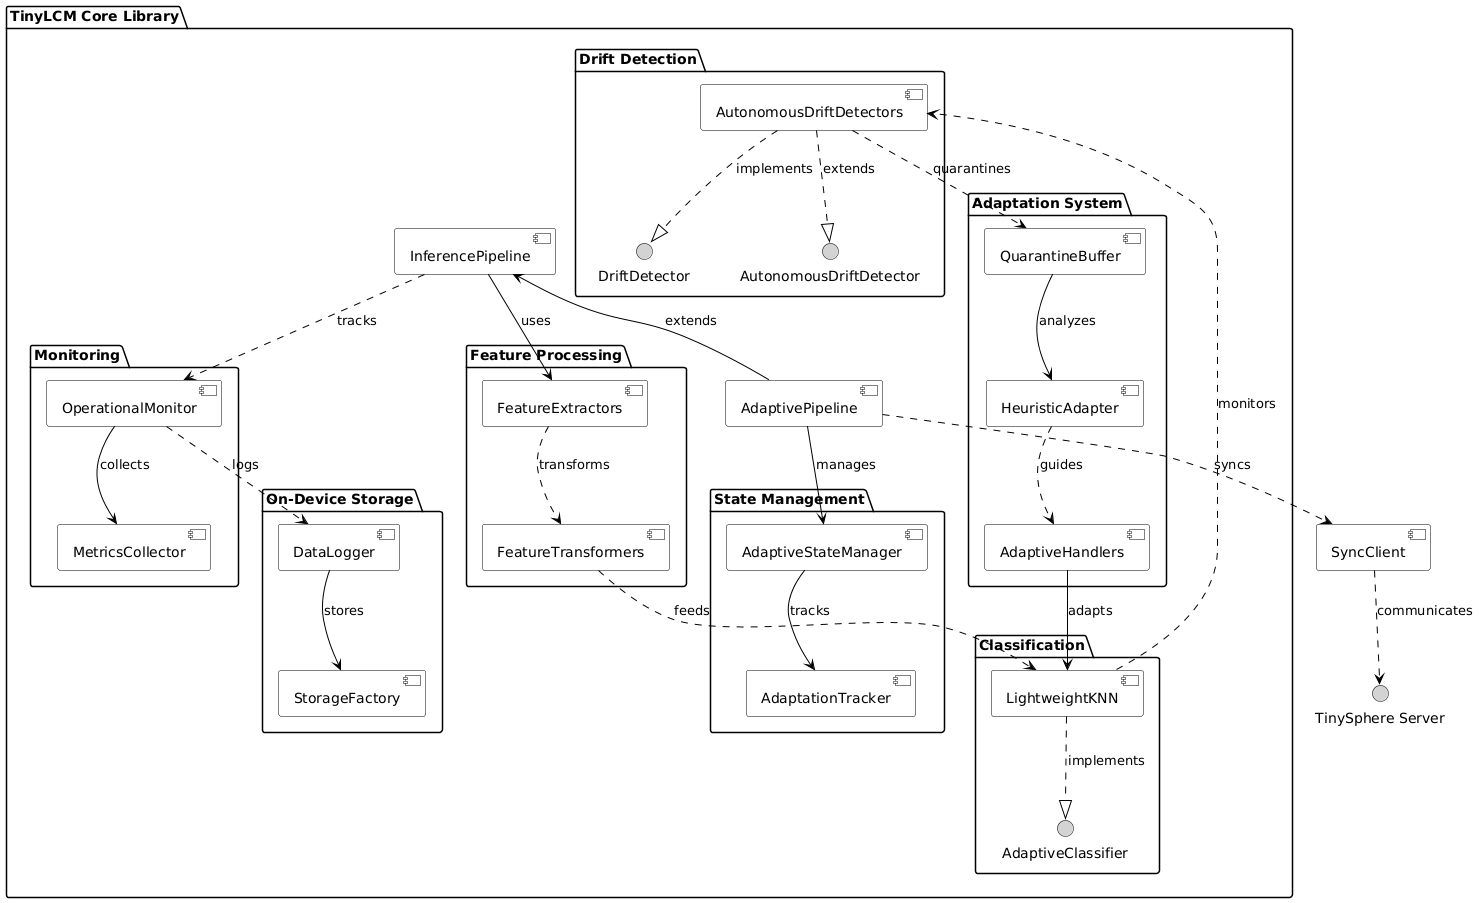 TinyLCM Core Library
Drift Detection
AutonomousDriftDetectors
implements
extends
quarantines
DriftDetector
AutonomousDriftDetector
Adaptation System
QuarantineBuffer
InferencePipeline
tracks
uses
extends
analyzes
Monitoring
Feature Processing
OperationalMonitor
FeatureExtractors
AdaptivePipeline
HeuristicAdapter
monitors
collects
logs
transforms
manages
guides
syncs
On-Device Storage
State Management
MetricsCollector
DataLogger
FeatureTransformers
AdaptiveStateManager
AdaptiveHandlers
SyncClient
stores
feeds
tracks
adapts
communicates
Classification
StorageFactory
AdaptationTracker
LightweightKNN
TinySphere Server
implements
AdaptiveClassifier